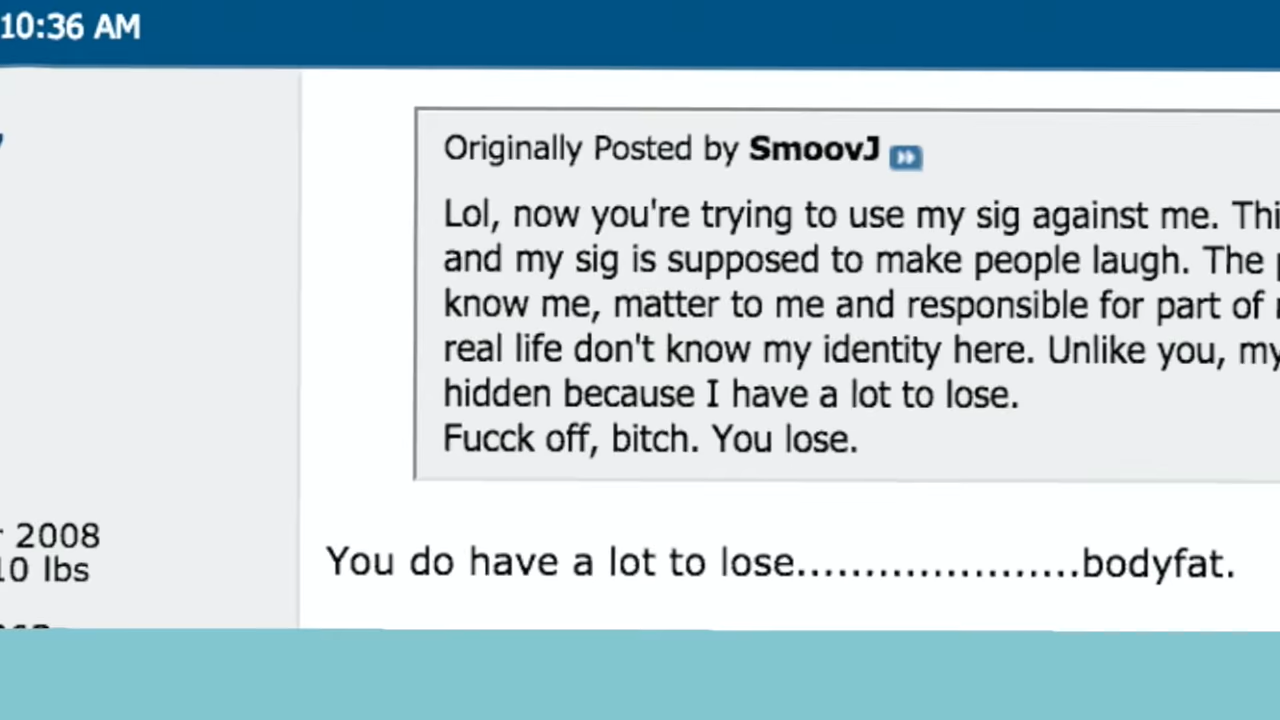 10:36 AM
Originally Posted by SmoovJ
Lol, now you're trying to use my sig against me.
and my sig is supposed to make people laugh. The
know me, matter to me and responsible for part of
real life don't know my identity here. Unlike you, my
hidden because I have a lot to lose.
Fucck off, bitch. You lose.
2008
10 lbs
You do have a lot to lose.....................bodyfat.